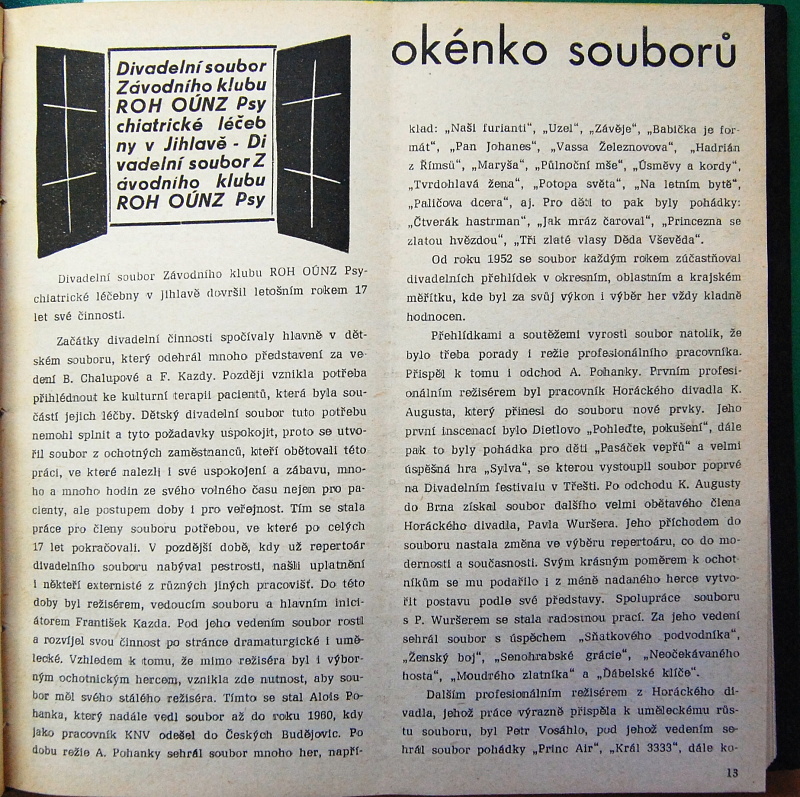 okénko souborů
Divadelní soubor
Závodního klubu
ROH OÚNZ Psy
chiatrické léčeb
ny v Jihlavě - Di
vadelní soubor Z
ávodního klubu
ROH OÚNZ Psy
Divadelní soubor Závodního klubu ROH OÚNZ Psy-
chiatrické léčebny v Jihlavě dovršil letošním rokem 17
let své činnosti.
Začátky divadelní činnosti spočívaly hlavně v dět-
ském souboru, který odehrál mnoho představení za ve-
dení B. Chalupové a F. Kazdy. Později vznikla potřeba
přihlédnout ke kulturní terapii pacientů, která byla sou-
částí jejich léčby. Dětský divadelní soubor tuto potřebu
nemohl splnit a tyto požadavky uspokojit, proto se utvo-
řil soubor z ochotných zaměstnanců, kteří obětovali této
práci, ve které nalezli i své uspokojení a zábavu, mno-
ho a mnoho hodin ze svého volného času nejen pro pa-
cienty, ale postupem doby i pro veřejnost. Tím se stala
práce pro členy souboru potřebou, ve které po celých
17 let pokračovali. V pozdější době, kdy už repertoár
divadelního souboru nabýval pestrosti, našli uplatnění
i někteří externisté z různých jiných pracovišť. Do této
doby byl režisérem, vedoucím souboru a hlavním inici-
átorem František Kazda. Pod jeho vedením soubor rostl
a rozvíjel svou činnost po stránce dramaturgické i umě-
lecké. Vzhledem k tomu, že mimo režiséra byl i výbor-
ným ochotnickým hercem, vznikla zde nutnost, aby sou-
bor měl svého stálého režiséra. Tímto se stal Alois Po-
hanka, který nadále vedl soubor až do roku 1960, kdy
jako pracovník KNV odešel do Českých Budějovic. Po
dobu režie A. Pohanky sehrál soubor mnoho her, napří-
klad: „Naši furianti“, „Uzel“, „Závěje“, „Babička je for-
mát“, „Pan Johanes“, „Vassa Železnovova“, „Hadrián
z Římsů“, „Maryša“, „Půlnoční mše“, „Úsměvy a kordy“,
„Tvrdohlavá žena“, „Potopa světa“, „Na letním bytě“,
„Paličova dcera“, aj. Pro děti to pak byly pohádky:
„Čtverák hastrman“, „Jak mráz čaroval“, „Princezna se
zlatou hvězdou“, „Tři zlaté vlasy Děda Vševěda“.
Od roku 1952 se soubor každým rokem zúčastňoval
divadelních přehlídek v okresním, oblastním a krajském
měřítku, kde byl za svůj výkon i výběr her vždy kladně
hodnocen.
Přehlídkami a soutěžemi vyrostl soubor natolik, že
bylo třeba porady i režie profesionálního pracovníka.
Přispěl k tomu i odchod A. Pohanky. Prvním profesi-
onálním režisérem byl pracovník Horáckého divadla K.
Augusta, který přinesl do souboru nové prvky. Jeho
první inscenací bylo Dietlovo „Pohleďte, pokušení“, dále
pak to byly pohádka pro děti „Pasáček vepřů“ a velmi
úspěšná hra „Sylva“, se kterou vystoupil soubor poprvé
na Divadelním festivalu v Třešti. Po odchodu K. Augusty
do Brna získal soubor dalšího velmi obětavého člena
Horáckého divadla, Pavla Wuršera. Jeho příchodem do
souboru nastala změna ve výběru repertoáru, co do mo-
dernosti a současnosti. Svým krásným poměrem k ochot-
níkům se mu podařilo i z méně nadaného herce vytvo-
řit postavu podle své představy. Spolupráce souboru
s P. Wuršerem se stala radostnou prací. Za jeho vedení
sehrál soubor s úspěchem „Sňatkového podvodníka“,
„Ženský boj“, „Senohrabské grácie“, „Neočekávaného
hosta“, „Moudrého zlatníka“ a „Ďábelské klíče“.
Dalším profesionálním režisérem z Horáckého di-
vadla, jehož práce výrazně přispěla k uměleckému růs-
tu souboru, byl Petr Vosáhlo, pod jehož vedením se-
hrál soubor pohádky „Princ Air“, „Král 3333“, dále ko-
13